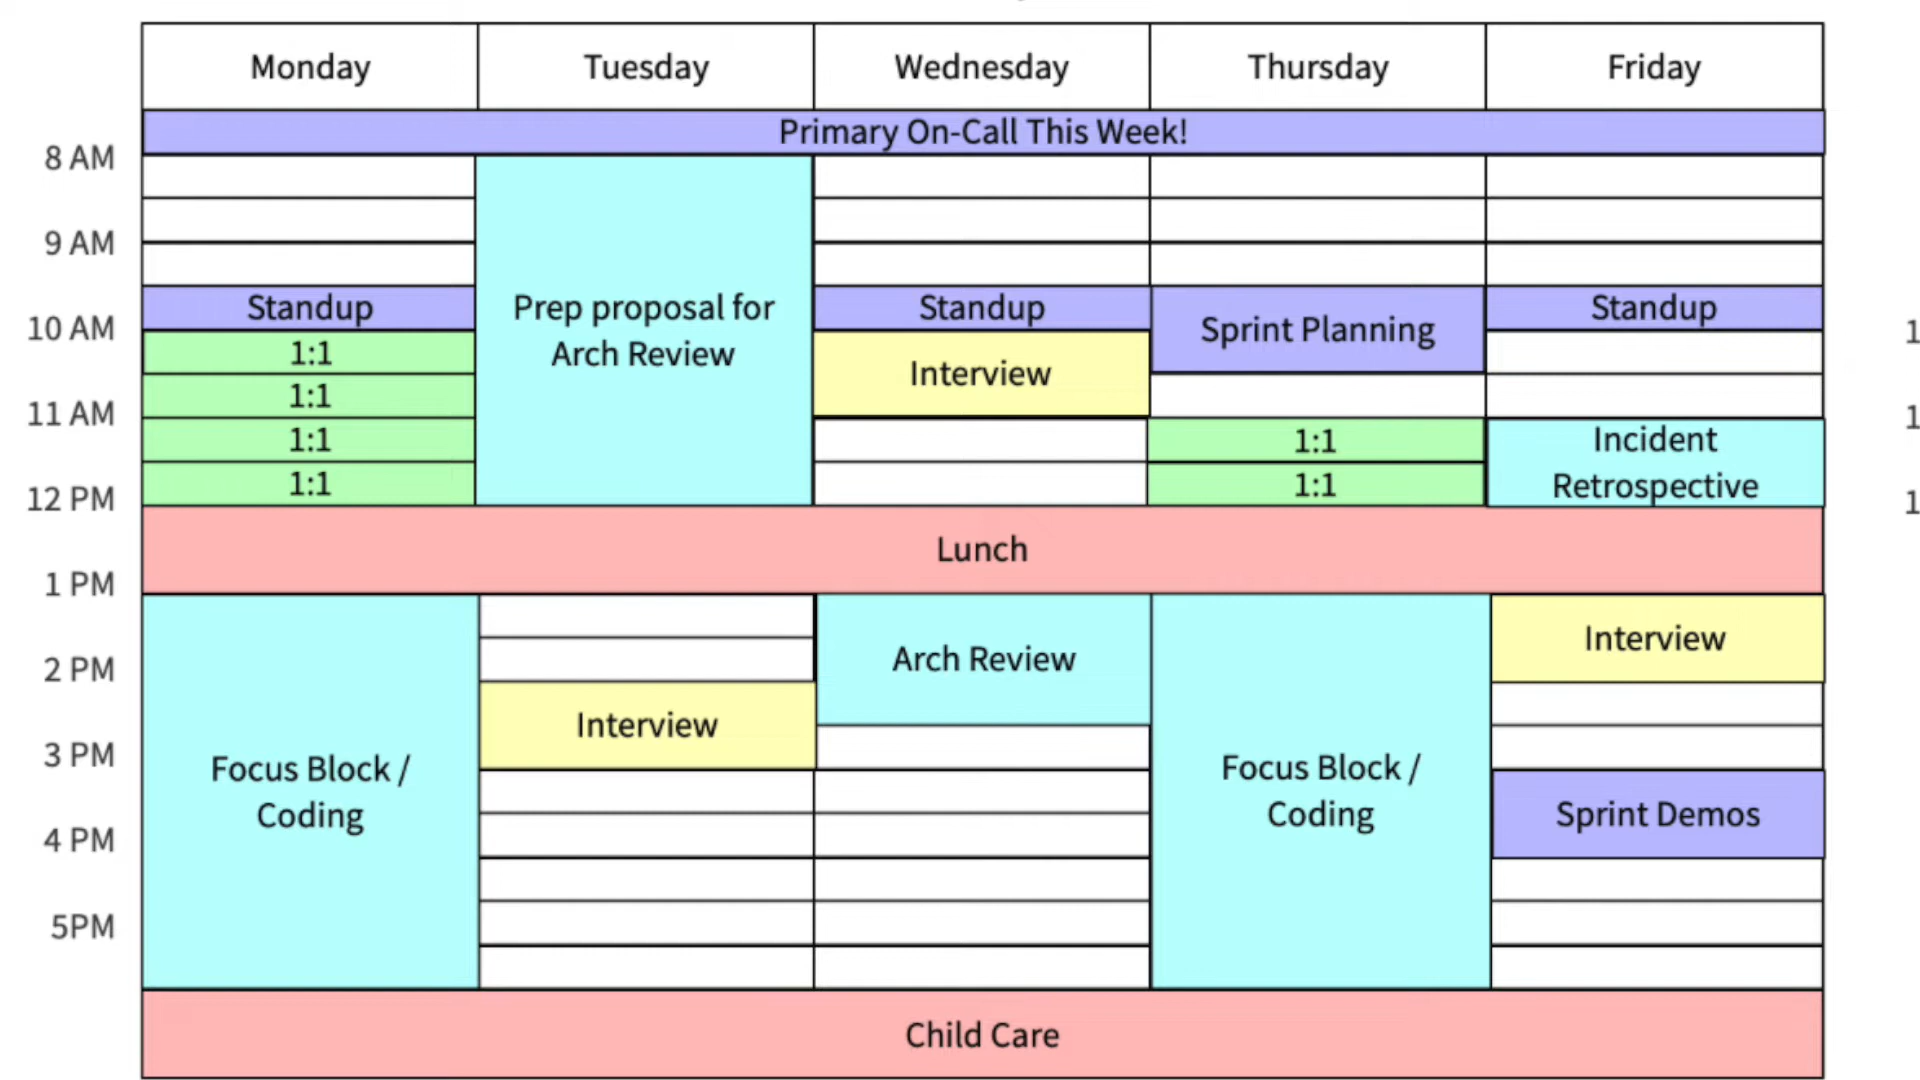 Monday Tuesday Wednesday Thursday Friday
Primary On-Call This Week!
8 AM
9 AM
Standup Standup Standup
Prep proposal for
Arch Review
Sprint Planning
10 AM
1:1
Interview
1:1
11 AM
1:1 1:1 Incident
1:1 1:1 Retrospective
12 PM
Lunch
1 PM
Interview
Arch Review
2 PM
Interview
3 PM
Focus Block /
Coding
Focus Block /
Coding
Sprint Demos
4 PM
5PM
Child Care